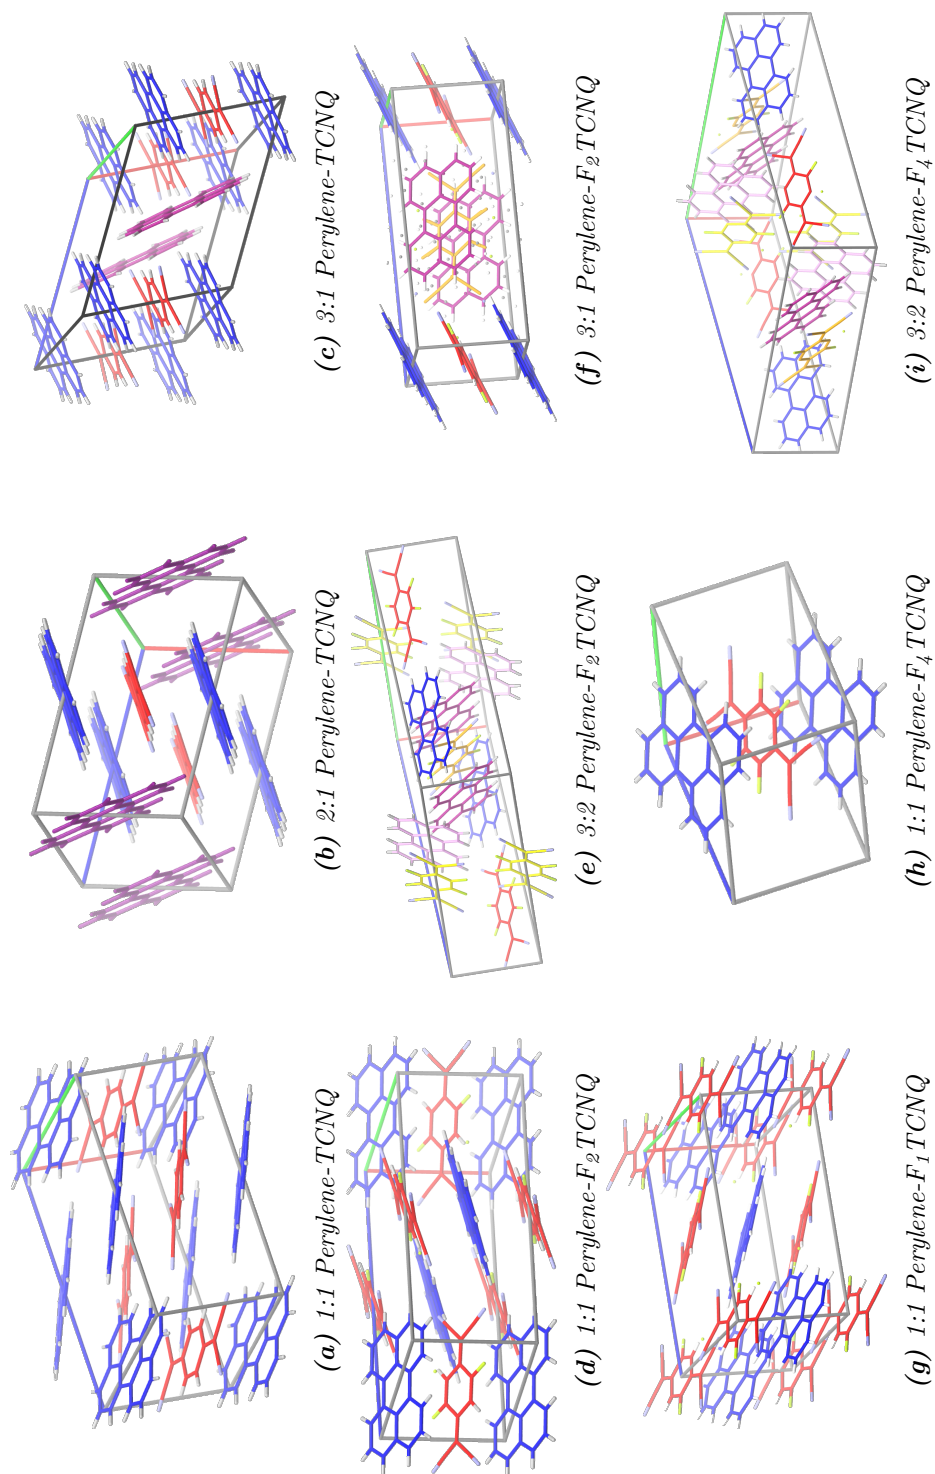 (a) 1:1 Perylene-TCNQ
(b) 2:1 Perylene-TCNQ
(c) 3:1 Perylene-TCNQ
(d) 1:1 Perylene-F₂TCNQ
(e) 3:2 Perylene-F₂TCNQ
(f) 3:1 Perylene-F₂TCNQ
(g) 1:1 Perylene-F₁TCNQ
(h) 1:1 Perylene-F₄TCNQ
(i) 3:2 Perylene-F₄TCNQ